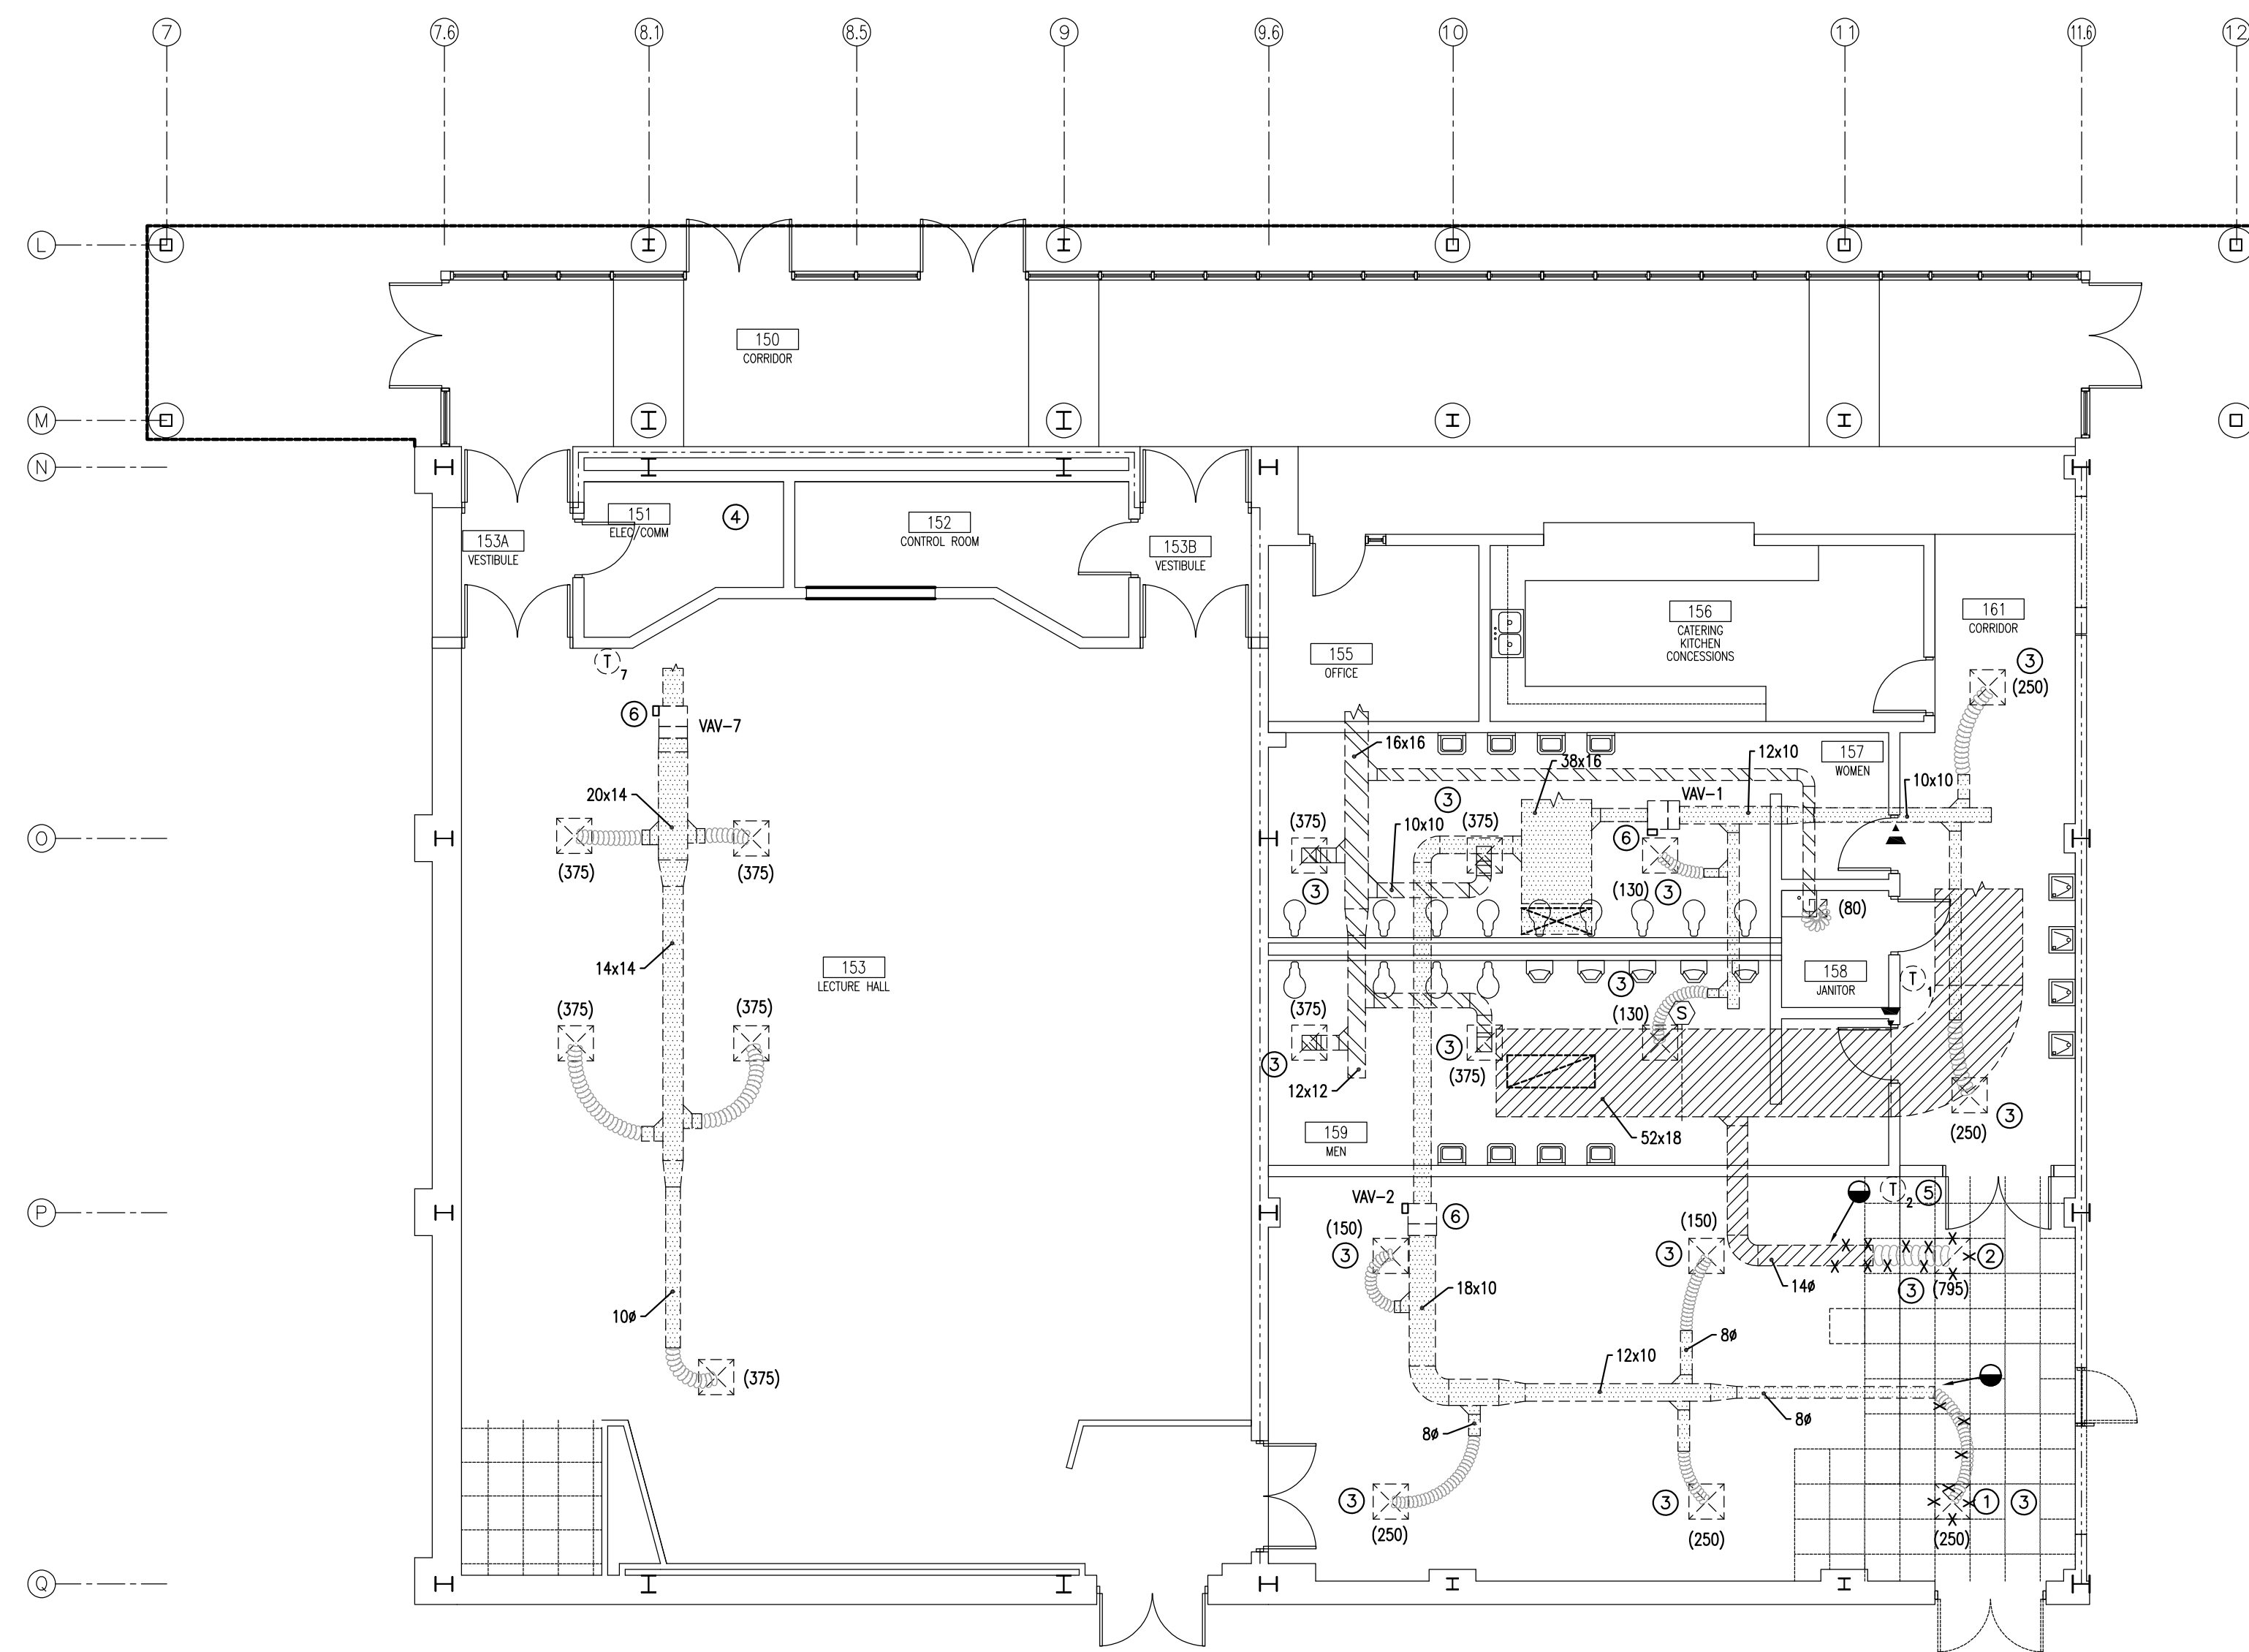 7 7.6 8.1 8.5 9 9.6 10 11 11.6 12
L
150
CORRIDOR
M
N
151
ELEC/COMM
4
152
CONTROL ROOM
153A
VESTIBULE
153B
VESTIBULE
156
CATERING
KITCHEN
CONCESSIONS
161
CORRIDOR
155
OFFICE
T
7
3
(250)
6
VAV-7
16x16
38x16
12x10
157
WOMEN
10x10
VAV-1
20x14
3
(375)
10x10
(375)
6
O
(375)
(375)
3
(130)
3
(80)
14x14
153
LECTURE HALL
3
158
JANITOR
T
1
(375)
(375)
(375)
(130)
S
3
3
(375)
12x12
3
(250)
159
MEN
52x18
P
VAV-2
6
T
2
5
(150)
3
(150)
3
2
18x10
14ø
3
(795)
10ø
8ø
12x10
(375)
8ø
8ø
3
3
1
3
(250)
(250)
(250)
Q